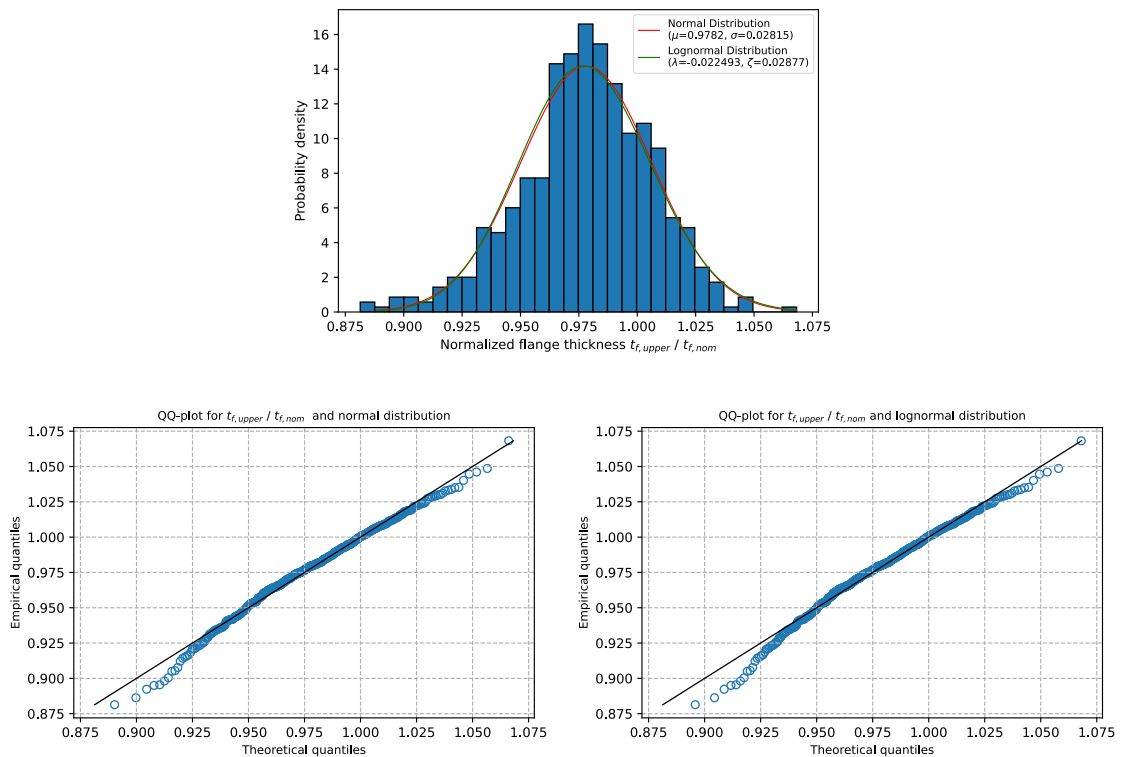 Normal Distribution
(μ=0.9782, σ=0.02815)
Lognormal Distribution
(λ=-0.022493, ζ=0.02877)
Probability density
16
14
12
10
8
6
4
2
0
0.875 0.900 0.925 0.950 0.975 1.000 1.025 1.050 1.075
Normalized flange thickness t_f,upper / t_f,nom
QQ-plot for t_f,upper / t_f,nom and normal distribution
Empirical quantiles
1.075
1.050
1.025
1.000
0.975
0.950
0.925
0.900
0.875
0.875 0.900 0.925 0.950 0.975 1.000 1.025 1.050 1.075
Theoretical quantiles
QQ-plot for t_f,upper / t_f,nom and lognormal distribution
Empirical quantiles
1.075
1.050
1.025
1.000
0.975
0.950
0.925
0.900
0.875
0.875 0.900 0.925 0.950 0.975 1.000 1.025 1.050 1.075
Theoretical quantiles